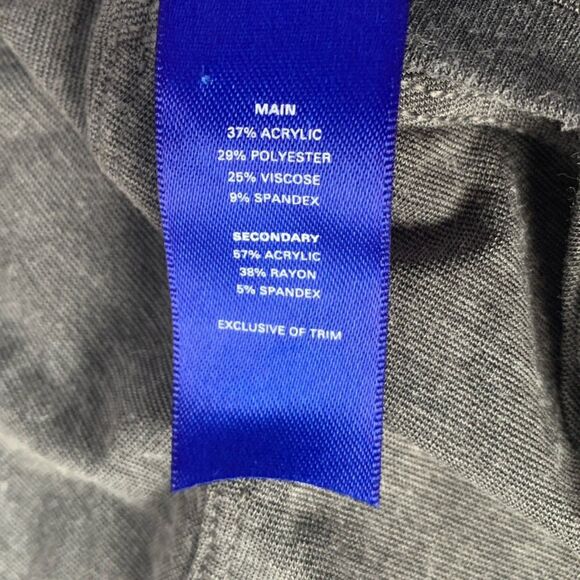 MAIN
37% ACRYLIC
29% POLYESTER
25% VISCOSE
9% SPANDEX
SECONDARY
57% ACRYLIC
38% RAYON
5% SPANDEX
EXCLUSIVE OF TRIM